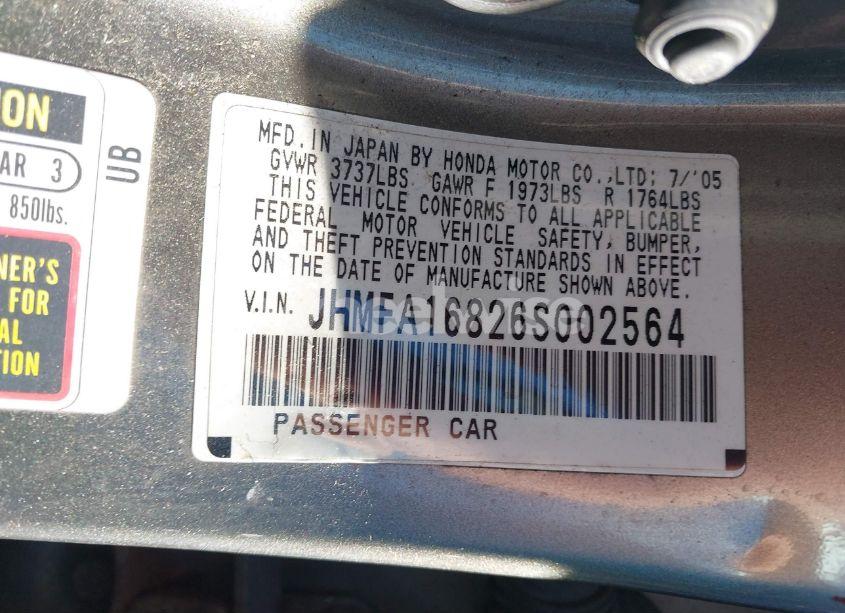 ION
AR 3
850lbs.
UB
NER'S
FOR
AL
TION
MFD. IN JAPAN BY HONDA MOTOR CO.,LTD; 7/'05
GVWR 3737LBS GAWR F 1973LBS R 1764LBS
THIS VEHICLE CONFORMS TO ALL APPLICABLE
FEDERAL MOTOR VEHICLE SAFETY, BUMPER,
AND THEFT PREVENTION STANDARDS IN EFFECT
ON THE DATE OF MANUFACTURE SHOWN ABOVE.
V.I.N. JHMFA16826S002564
PASSENGER CAR